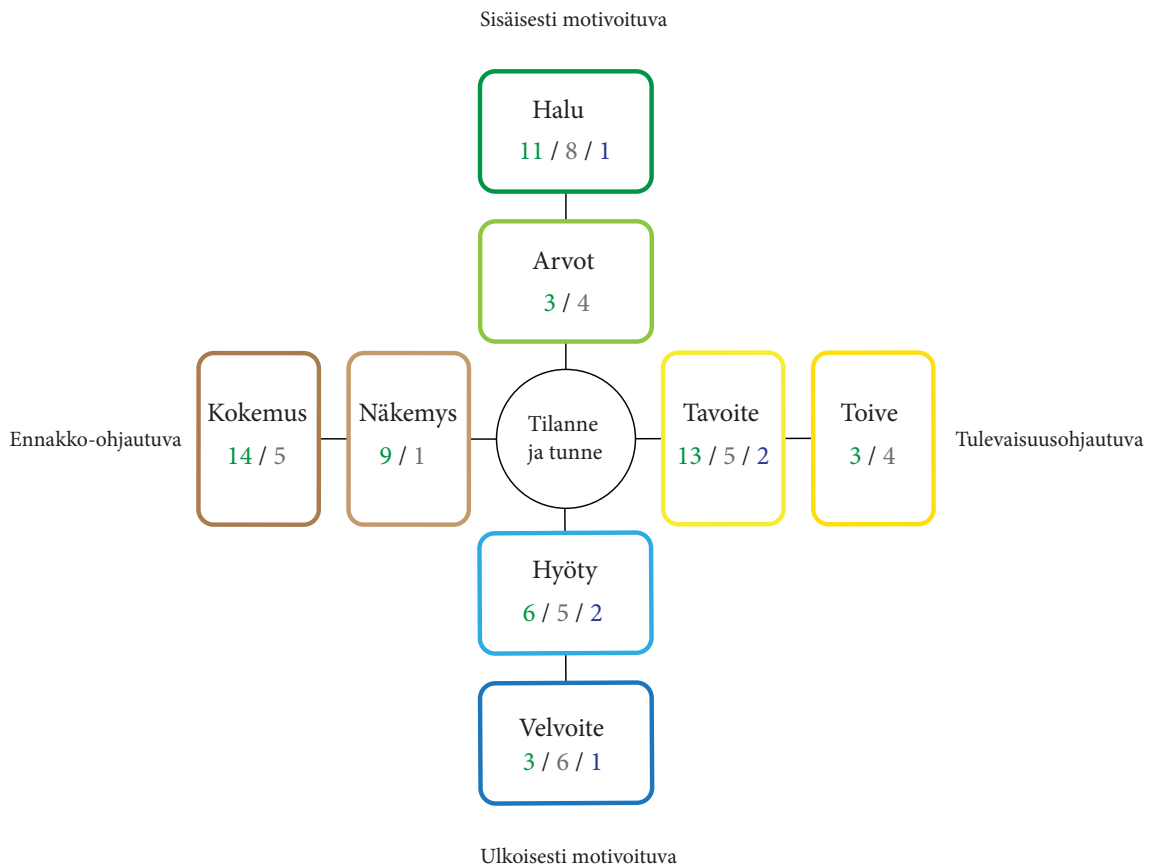 Sisäisesti motivoituva
Halu
11 / 8 / 1
Arvot
3 / 4
Ennakko-ohjautuva
Kokemus
14 / 5
Näkemys
9 / 1
Tilanne
ja tunne
Tavoite
13 / 5 / 2
Toive
3 / 4
Tulevaisuusohjautuva
Hyöty
6 / 5 / 2
Velvoite
3 / 6 / 1
Ulkoisesti motivoituva